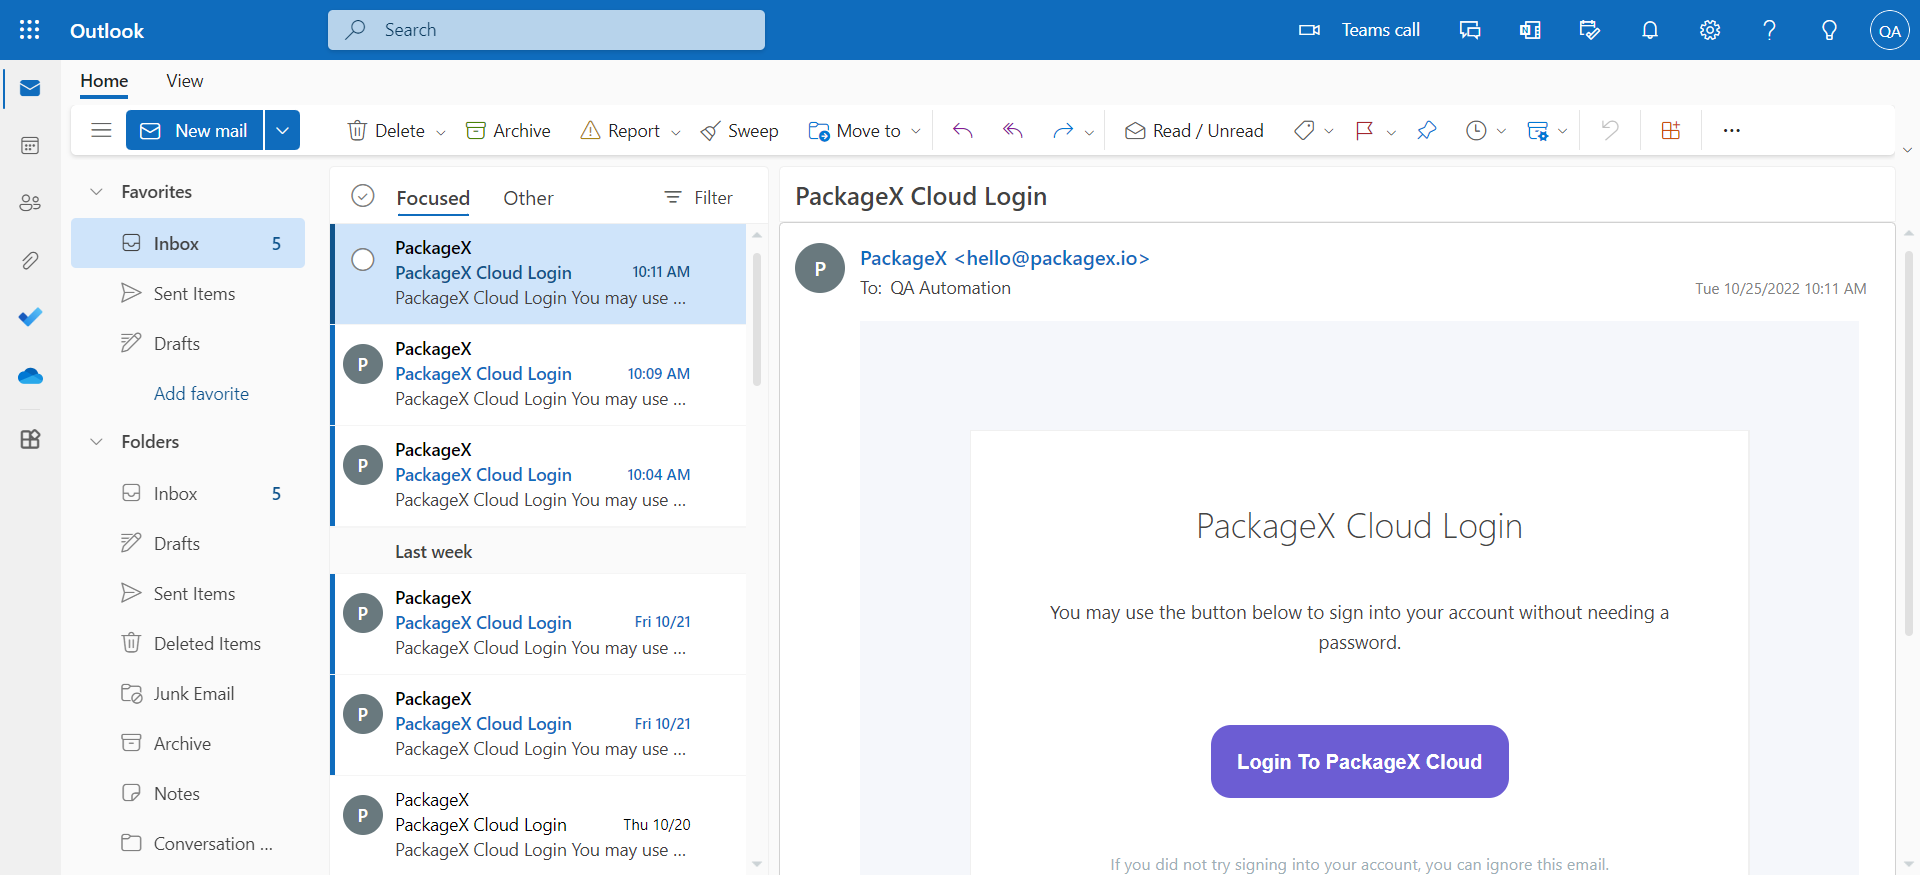 Outlook
Search
Teams call
QA
Home
View
New mail
Delete
Archive
Report
Sweep
Move to
Read / Unread
Favorites
Inbox 5
Sent Items
Drafts
Add favorite
Folders
Inbox 5
Drafts
Sent Items
Deleted Items
Junk Email
Archive
Notes
Conversation ...
Focused
Other
Filter
PackageX
PackageX Cloud Login 10:11 AM
PackageX Cloud Login You may use ...
P
PackageX
PackageX Cloud Login 10:09 AM
PackageX Cloud Login You may use ...
P
PackageX
PackageX Cloud Login 10:04 AM
PackageX Cloud Login You may use ...
Last week
P
PackageX
PackageX Cloud Login Fri 10/21
PackageX Cloud Login You may use ...
P
PackageX
PackageX Cloud Login Fri 10/21
PackageX Cloud Login You may use ...
P
PackageX
PackageX Cloud Login Thu 10/20
PackageX Cloud Login You may use ...
PackageX Cloud Login
P
PackageX <hello@packagex.io>
To: QA Automation
Tue 10/25/2022 10:11 AM
PackageX Cloud Login
You may use the button below to sign into your account without needing a
password.
Login To PackageX Cloud
If you did not try signing into your account, you can ignore this email.